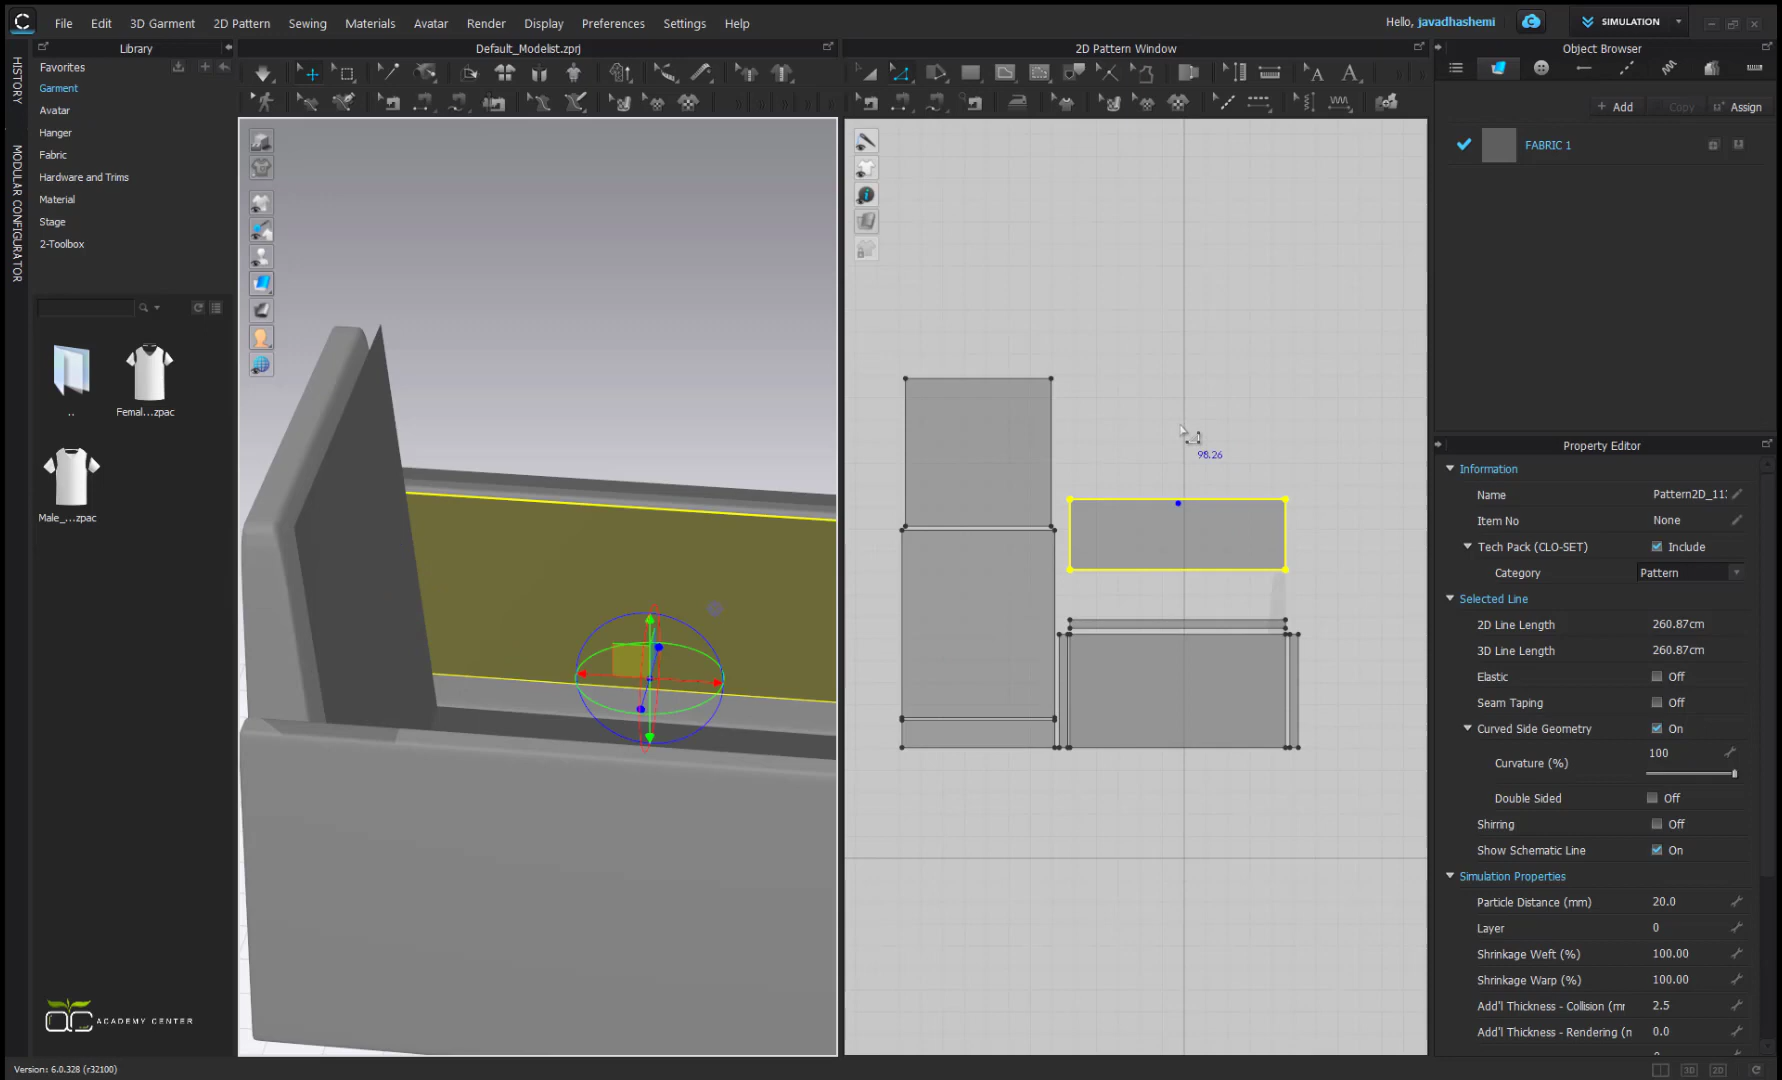 File Edit 3D Garment 2D Pattern Sewing Materials Avatar Render Display Preferences Settings Help
Hello, javadhashemi
SIMULATION
HISTORY
MODULAR CONFIGURATOR
Library
Favorites
Garment
Avatar
Hanger
Fabric
Hardware and Trims
Material
Stage
2-Toolbox
..
Femal....zpac
Male_....zpac
ACADEMY CENTER
Version: 6.0.328 (r32100)
Default_Modelist.zprj
2D Pattern Window
98.26
Object Browser
+ Add
Copy
Assign
FABRIC 1
Property Editor
Information
Name Pattern2D_11
Item No None
Tech Pack (CLO-SET) Include
Category Pattern
Selected Line
2D Line Length 260.87cm
3D Line Length 260.87cm
Elastic Off
Seam Taping Off
Curved Side Geometry On
Curvature (%) 100
Double Sided Off
Shirring Off
Show Schematic Line On
Simulation Properties
Particle Distance (mm) 20.0
Layer 0
Shrinkage Weft (%) 100.00
Shrinkage Warp (%) 100.00
Add'l Thickness - Collision (mr 2.5
Add'l Thickness - Rendering (n 0.0
3D
2D